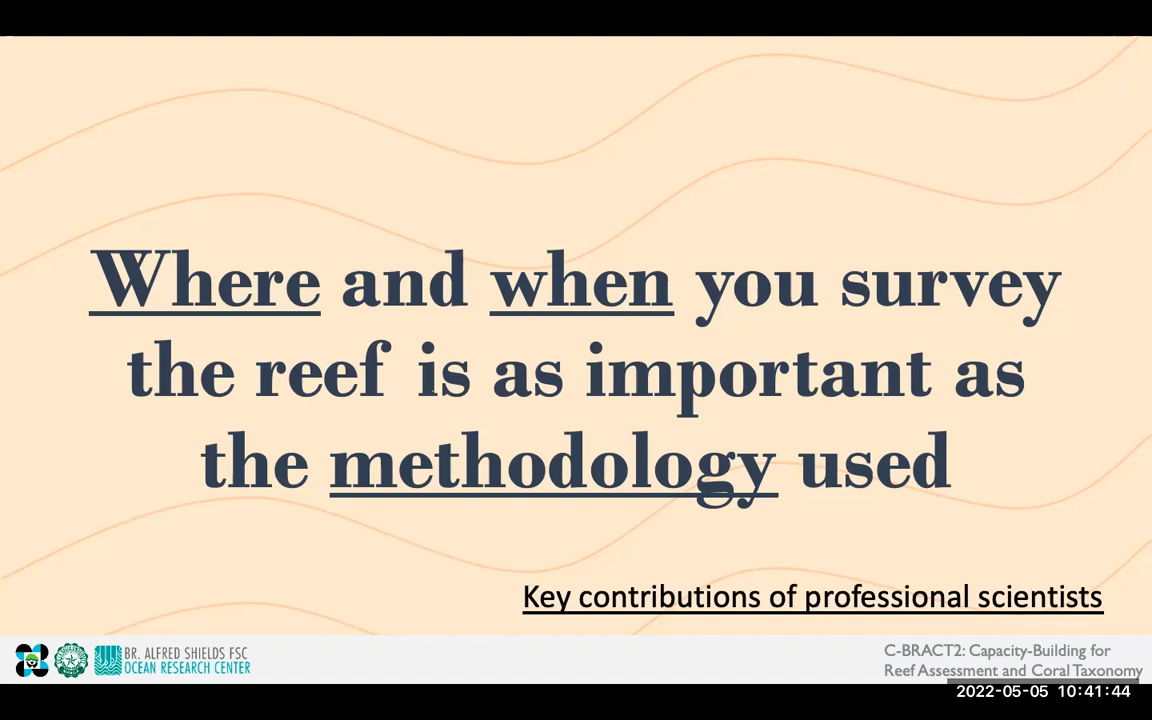 Where and when you survey
the reef is as important as
the methodology used
Key contributions of professional scientists
BR. ALFRED SHIELDS FSC
OCEAN RESEARCH CENTER
C-BRACT2: Capacity-Building for
Reef Assessment and Coral Taxonomy
2022-05-05 10:41:44